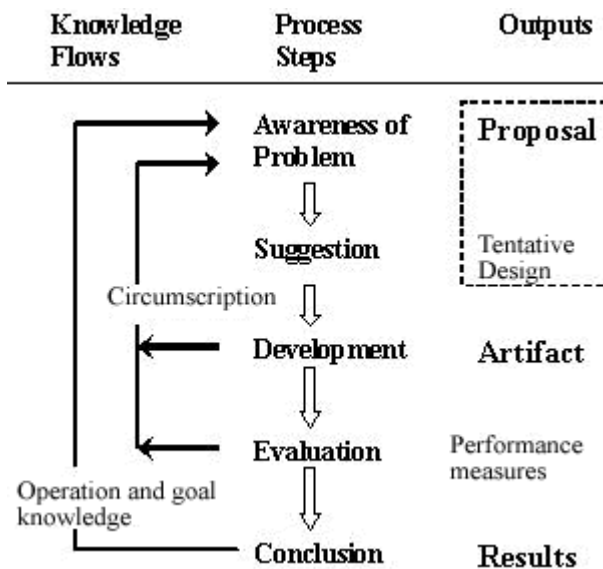 Knowledge Flows
Process Steps
Outputs
Awareness of Problem
Proposal
Suggestion
Tentative Design
Circumscription
Development
Artifact
Evaluation
Performance measures
Operation and goal knowledge
Conclusion
Results